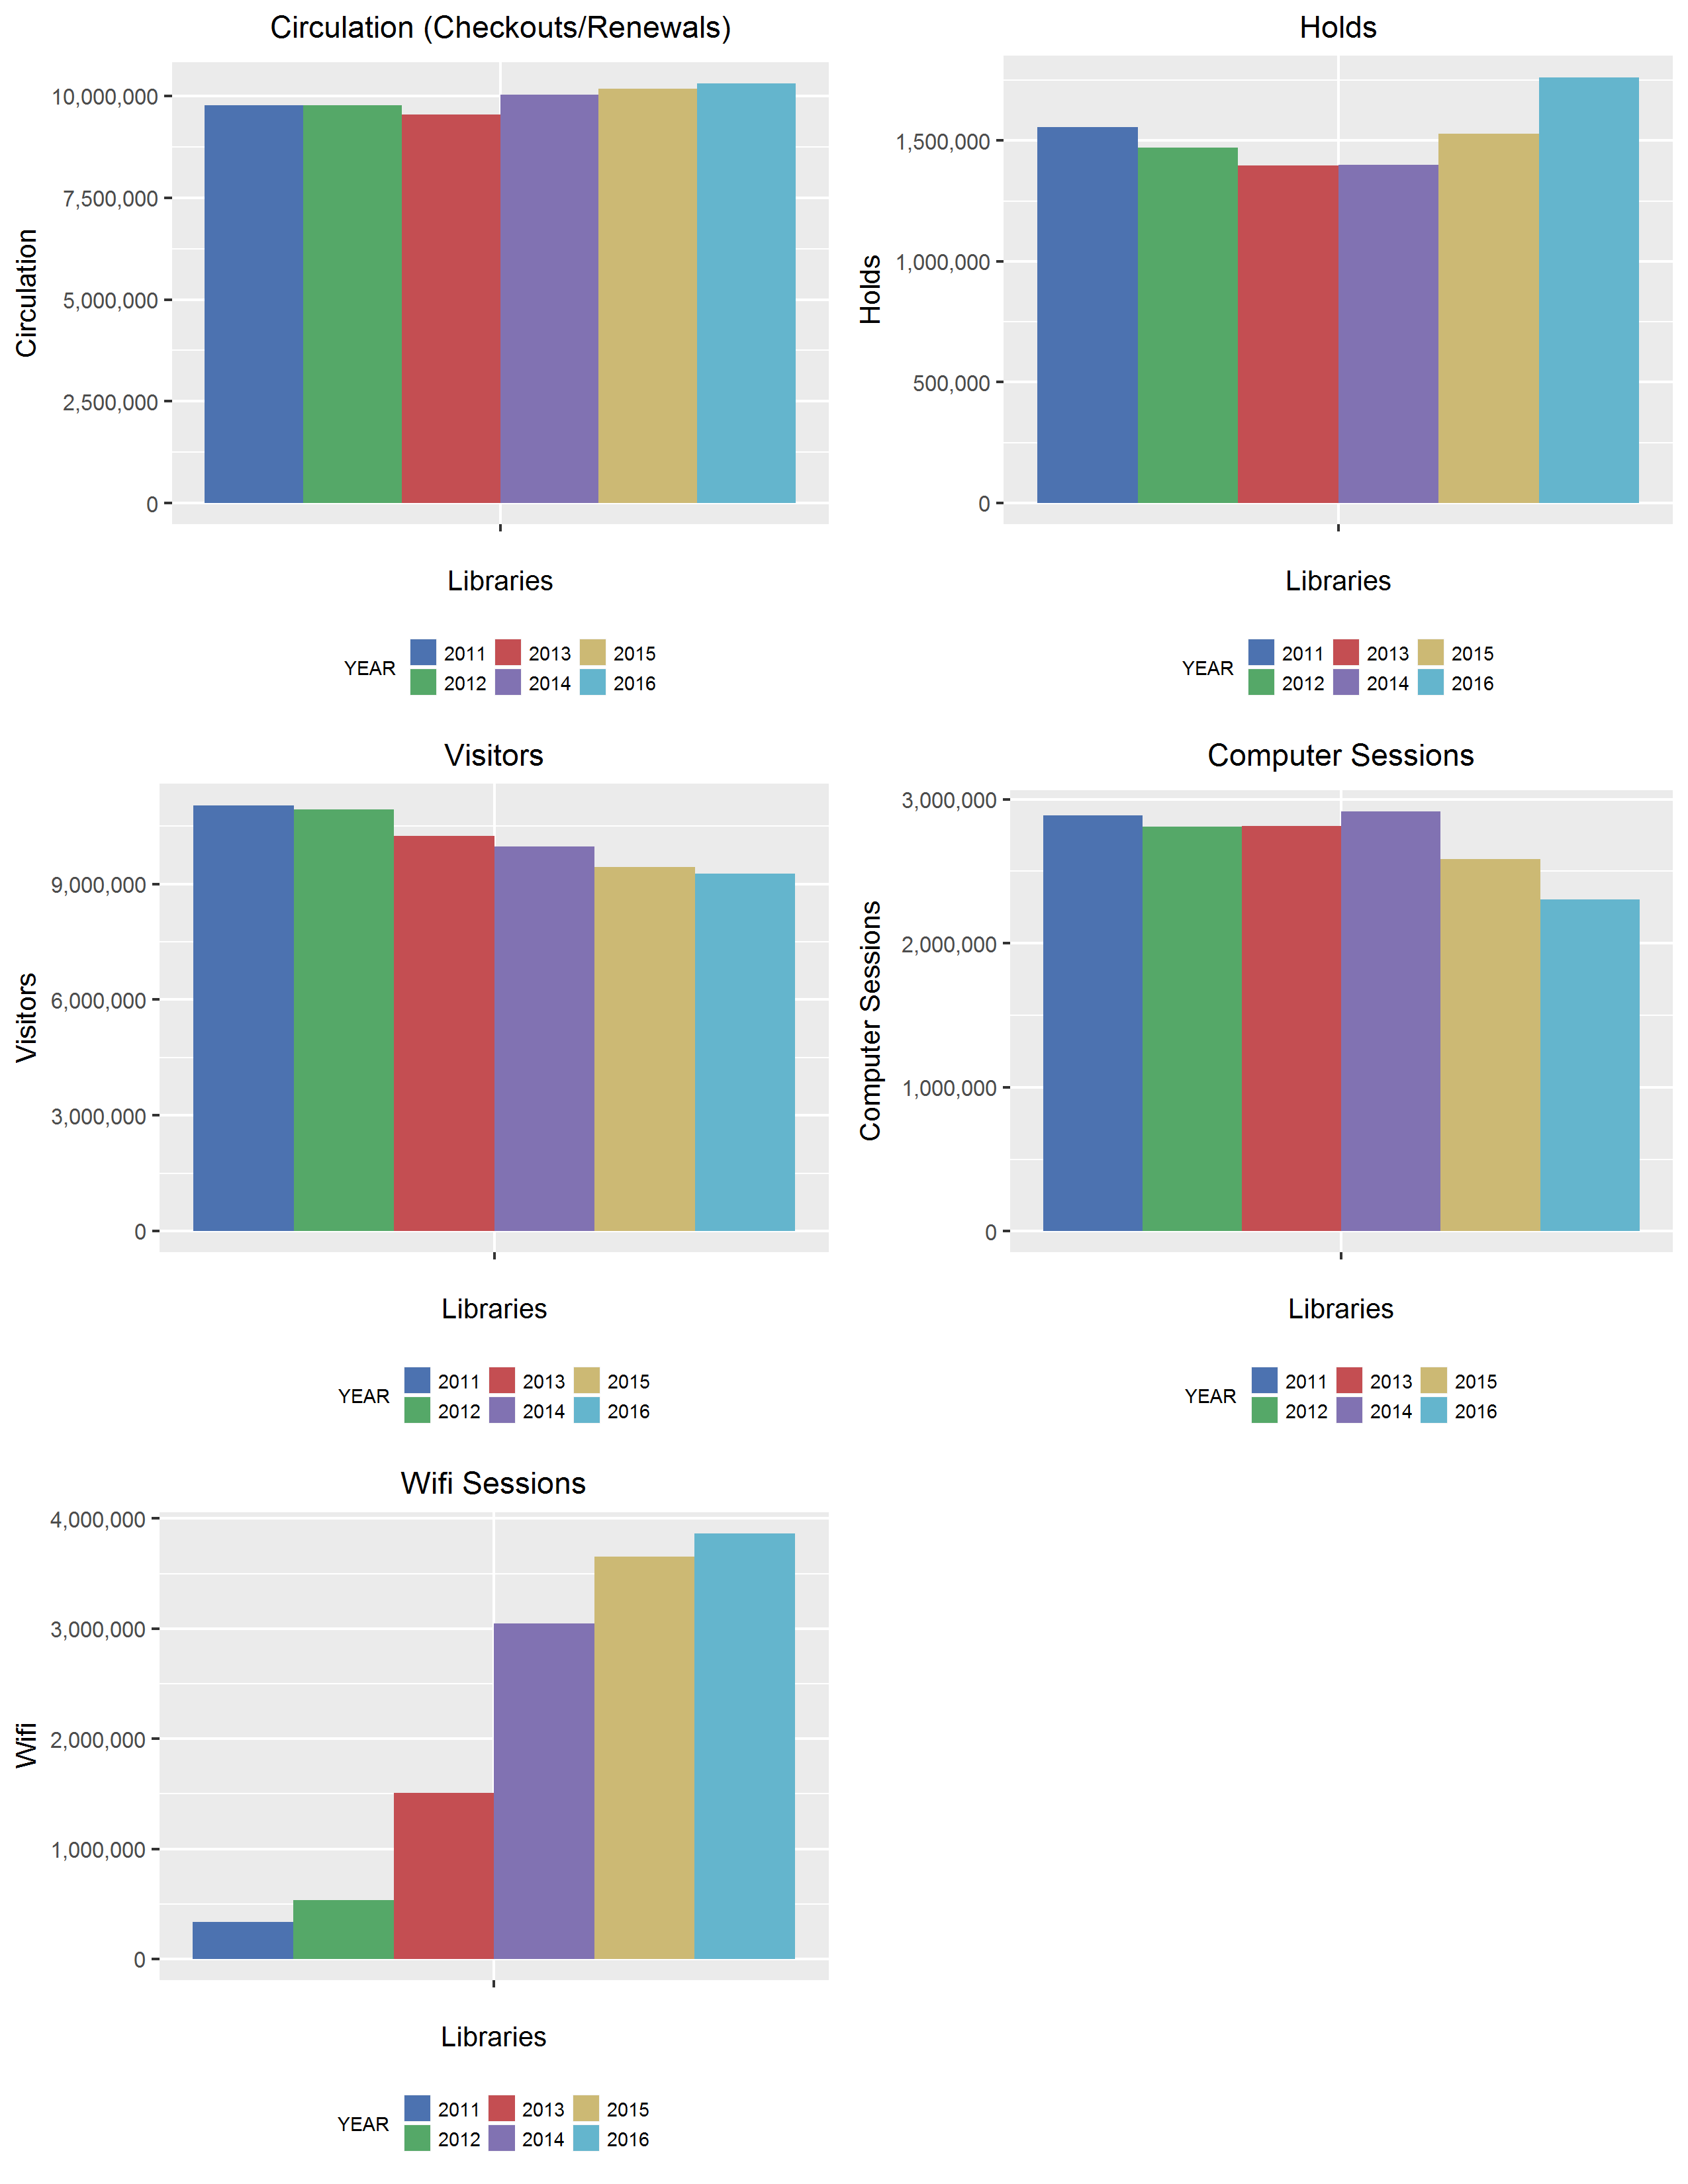 Circulation (Checkouts/Renewals)
Circulation
10,000,000
7,500,000
5,000,000
2,500,000
0
Libraries
YEAR
2011 2013 2015
2012 2014 2016
Holds
Holds
1,500,000
1,000,000
500,000
0
Libraries
YEAR
2011 2013 2015
2012 2014 2016
Visitors
Visitors
9,000,000
6,000,000
3,000,000
0
Libraries
YEAR
2011 2013 2015
2012 2014 2016
Computer Sessions
Computer Sessions
3,000,000
2,000,000
1,000,000
0
Libraries
YEAR
2011 2013 2015
2012 2014 2016
Wifi Sessions
Wifi
4,000,000
3,000,000
2,000,000
1,000,000
0
Libraries
YEAR
2011 2013 2015
2012 2014 2016